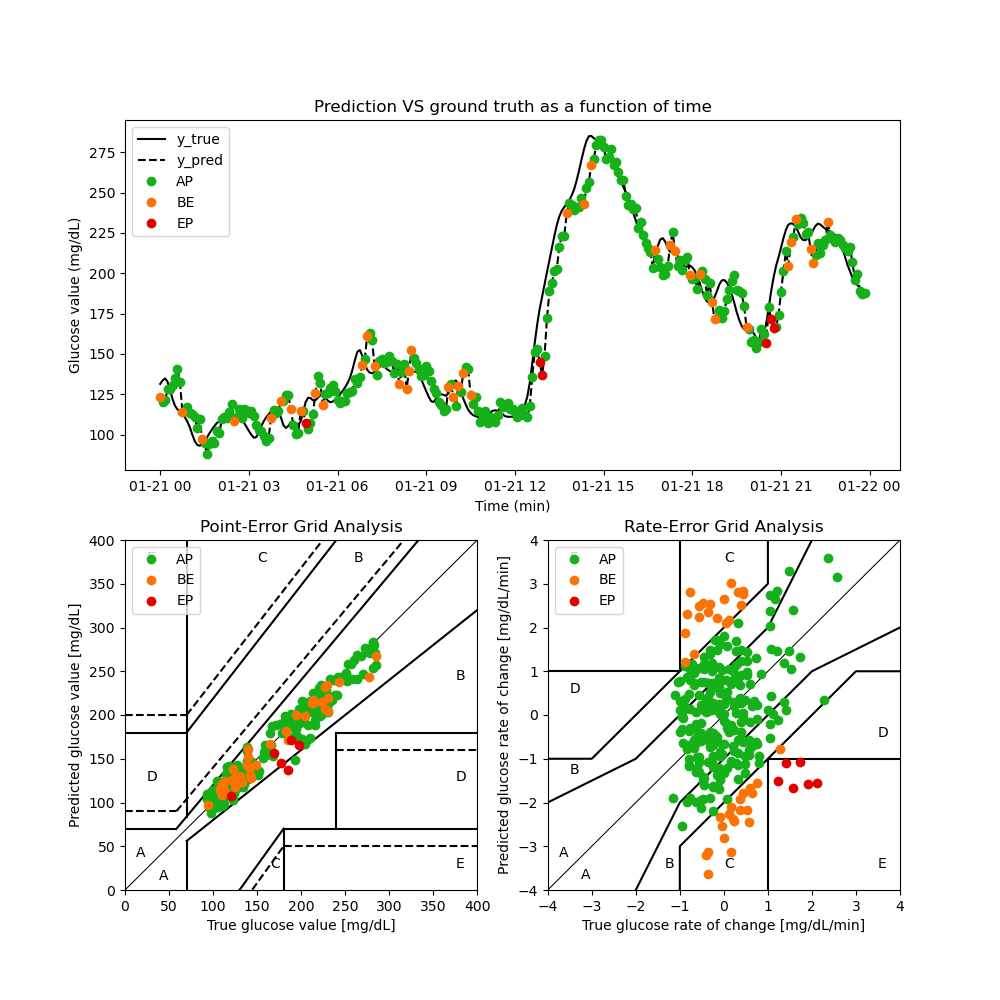 Prediction VS ground truth as a function of time
Glucose value (mg/dL)
275
250
225
200
175
150
125
100
y_true
y_pred
AP
BE
EP
01-21 00 01-21 03 01-21 06 01-21 09 01-21 12 01-21 15 01-21 18 01-21 21 01-22 00
Time (min)
Point-Error Grid Analysis
Predicted glucose value [mg/dL]
400
350
300
250
200
150
100
50
0
AP
BE
EP
C
B
B
D
D
A
A
C
E
0 50 100 150 200 250 300 350 400
True glucose value [mg/dL]
Rate-Error Grid Analysis
Predicted glucose rate of change [mg/dL/min]
4
3
2
1
0
−1
−2
−3
−4
AP
BE
EP
C
D
D
B
A
A
B
C
E
−4 −3 −2 −1 0 1 2 3 4
True glucose rate of change [mg/dL/min]